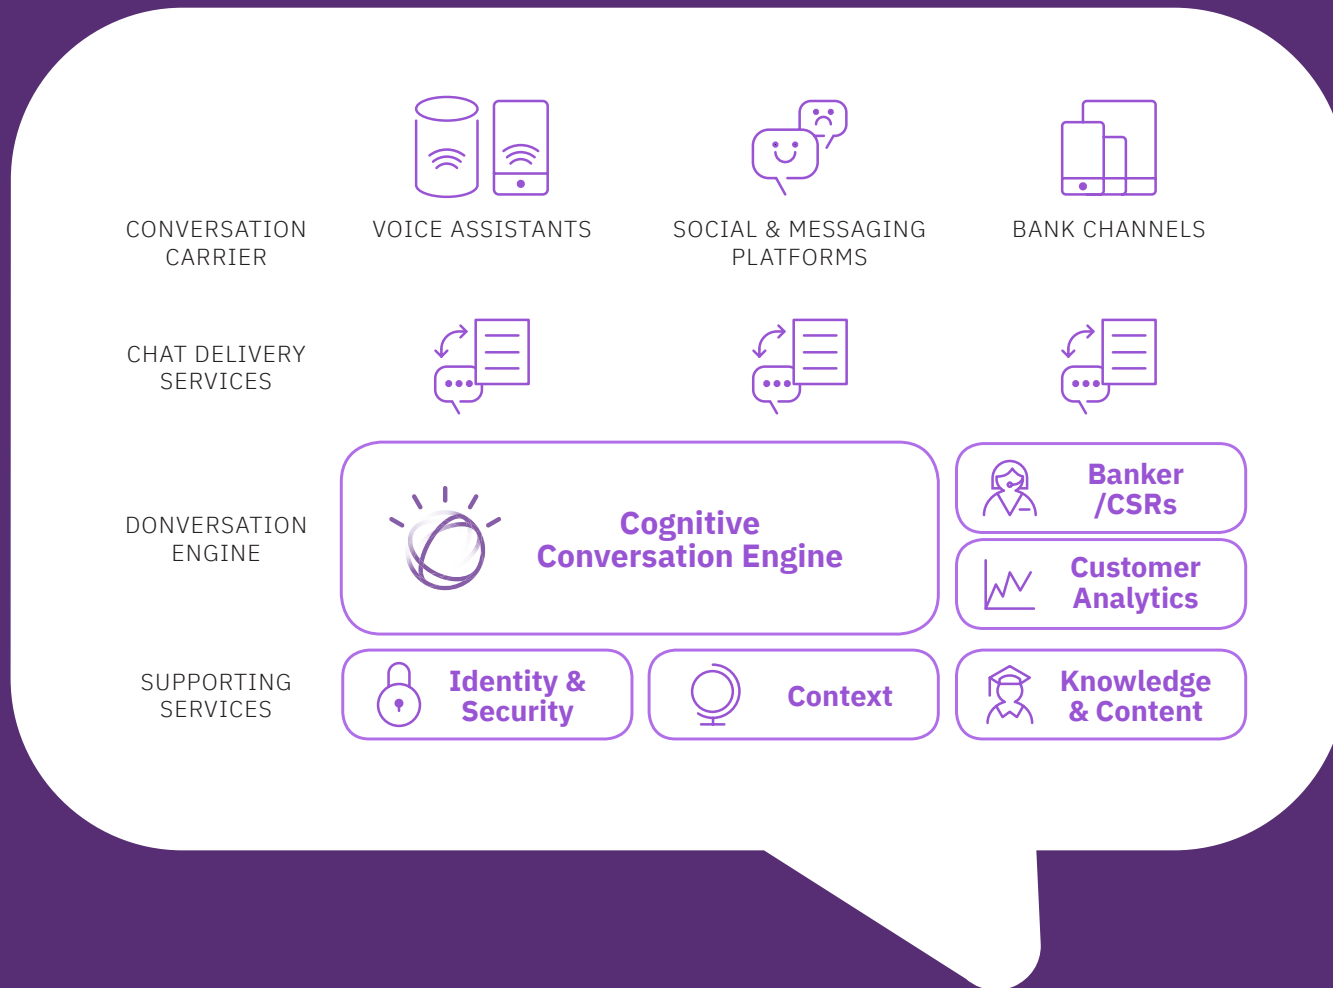 CONVERSATION
CARRIER
VOICE ASSISTANTS
SOCIAL & MESSAGING
PLATFORMS
BANK CHANNELS
CHAT DELIVERY
SERVICES
DONVERSATION
ENGINE
Cognitive
Conversation Engine
Banker
/CSRs
Customer
Analytics
SUPPORTING
SERVICES
Identity &
Security
Context
Knowledge
& Content